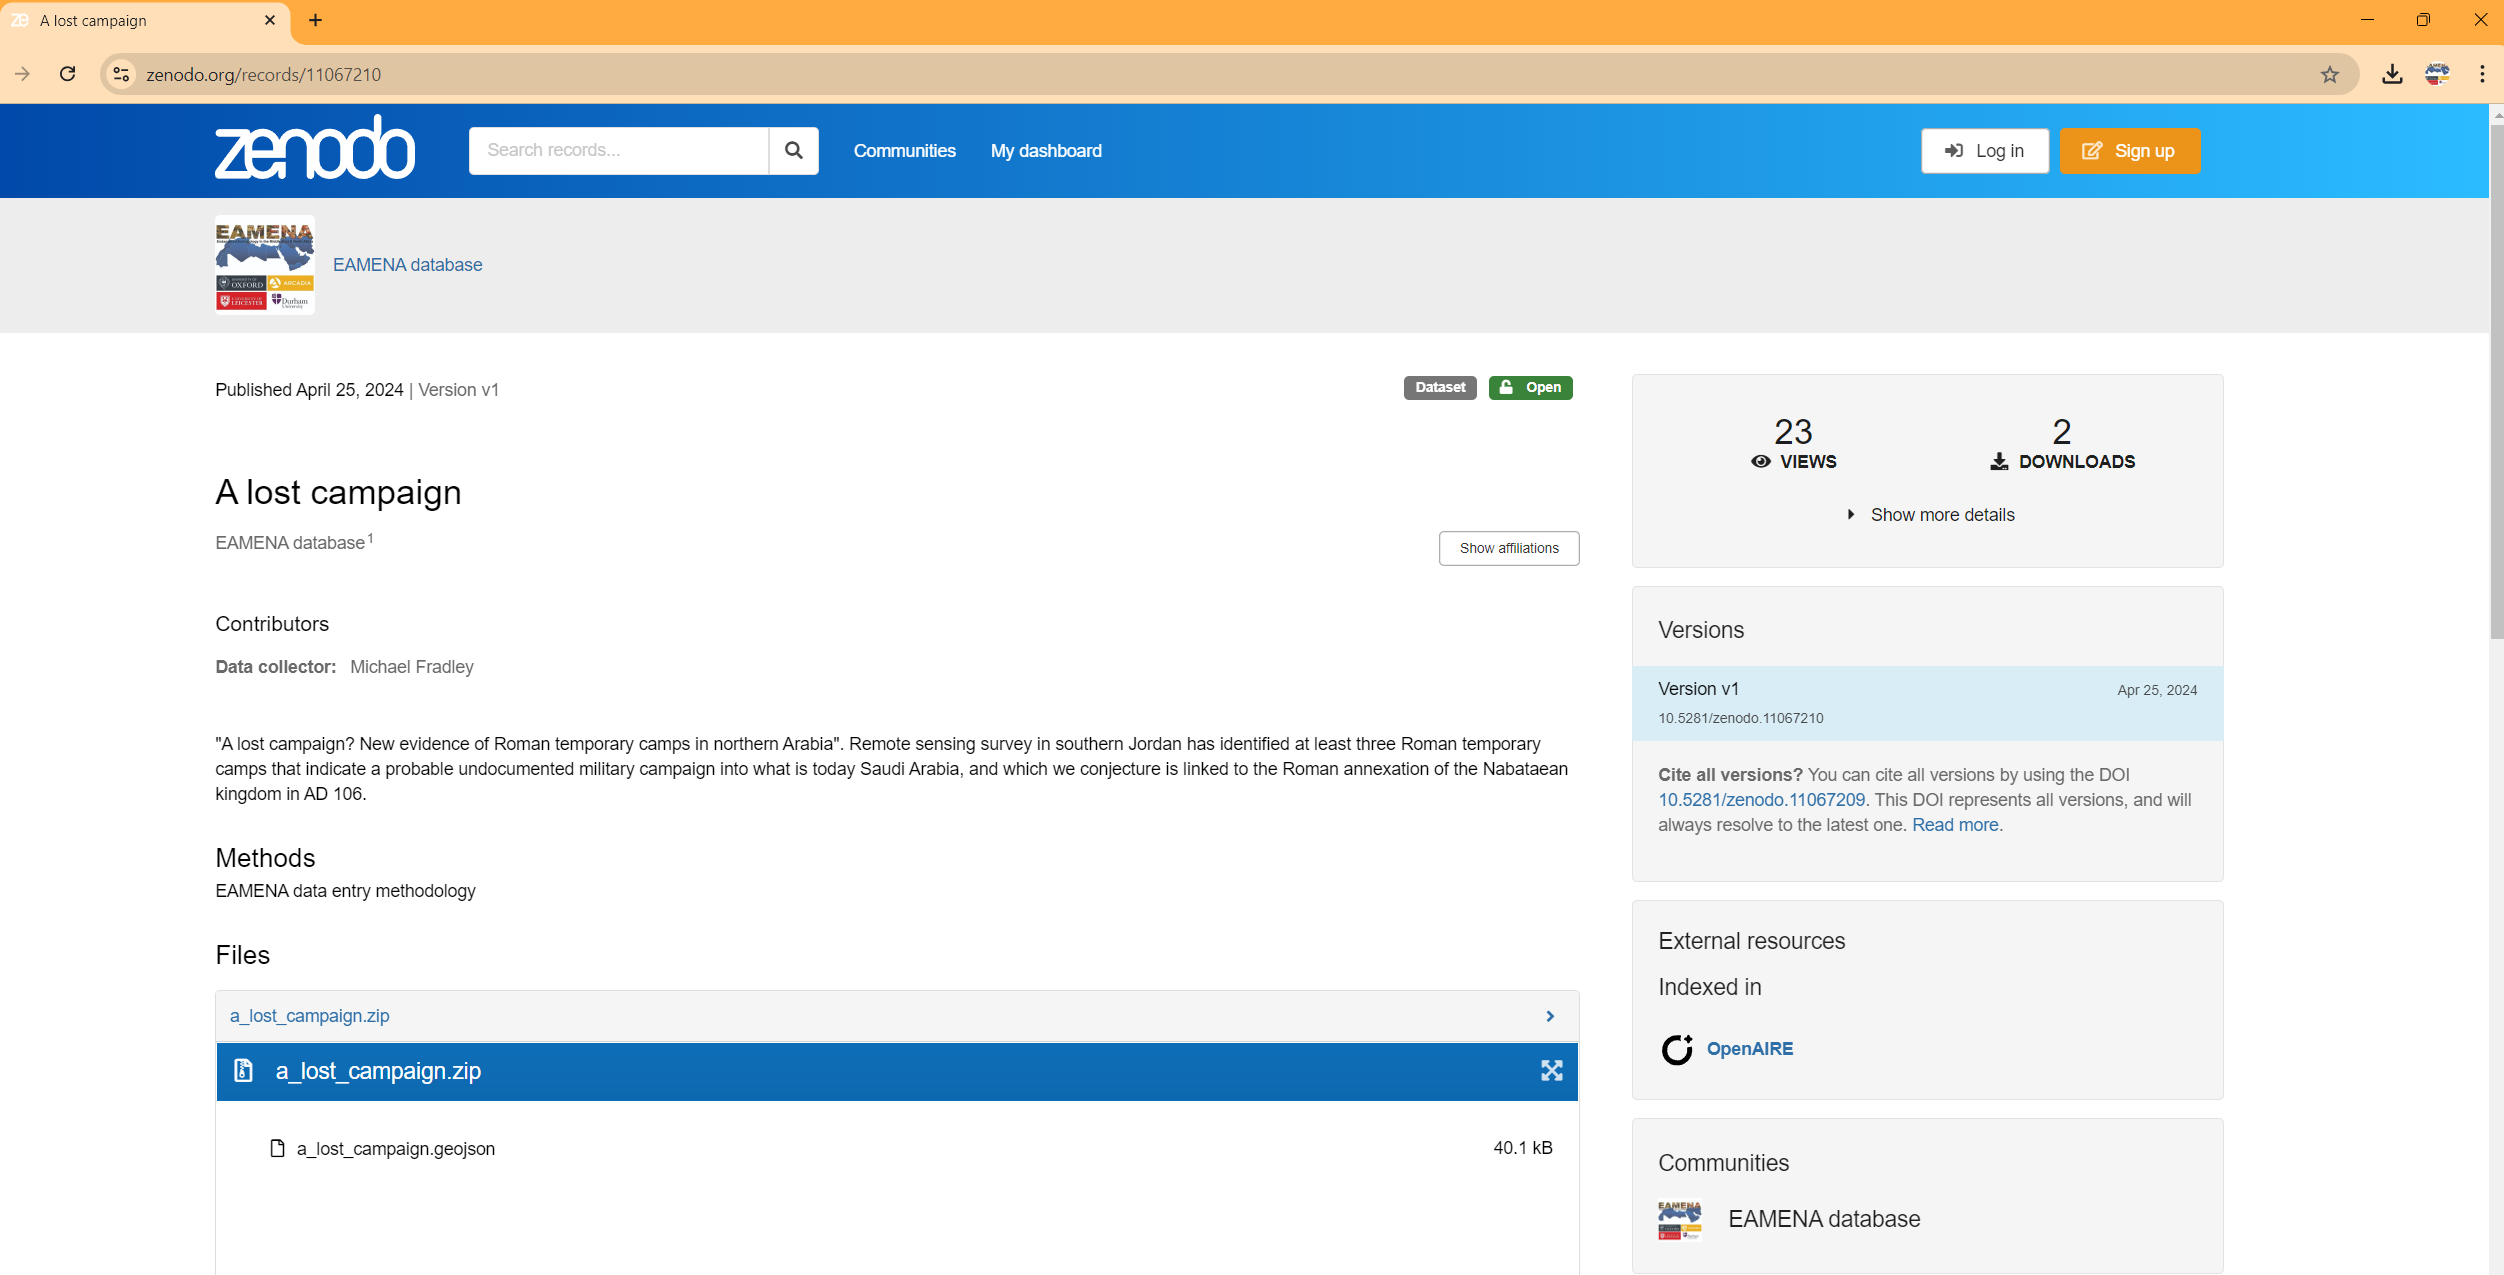 A lost campaign
zenodo.org/records/11067210
zenodo
Search records...
Communities
My dashboard
Log in
Sign up
EAMENA
OXFORD
ARCADIA
LEICESTER
Durham
EAMENA database
Published April 25, 2024 | Version v1
Dataset
Open
A lost campaign
EAMENA database1
Show affiliations
Contributors
Data collector: Michael Fradley
"A lost campaign? New evidence of Roman temporary camps in northern Arabia". Remote sensing survey in southern Jordan has identified at least three Roman temporary
camps that indicate a probable undocumented military campaign into what is today Saudi Arabia, and which we conjecture is linked to the Roman annexation of the Nabataean
kingdom in AD 106.
Methods
EAMENA data entry methodology
Files
a_lost_campaign.zip
a_lost_campaign.zip
a_lost_campaign.geojson
40.1 kB
23
VIEWS
2
DOWNLOADS
Show more details
Versions
Version v1
Apr 25, 2024
10.5281/zenodo.11067210
Cite all versions? You can cite all versions by using the DOI
10.5281/zenodo.11067209. This DOI represents all versions, and will
always resolve to the latest one. Read more.
External resources
Indexed in
OpenAIRE
Communities
EAMENA
EAMENA database